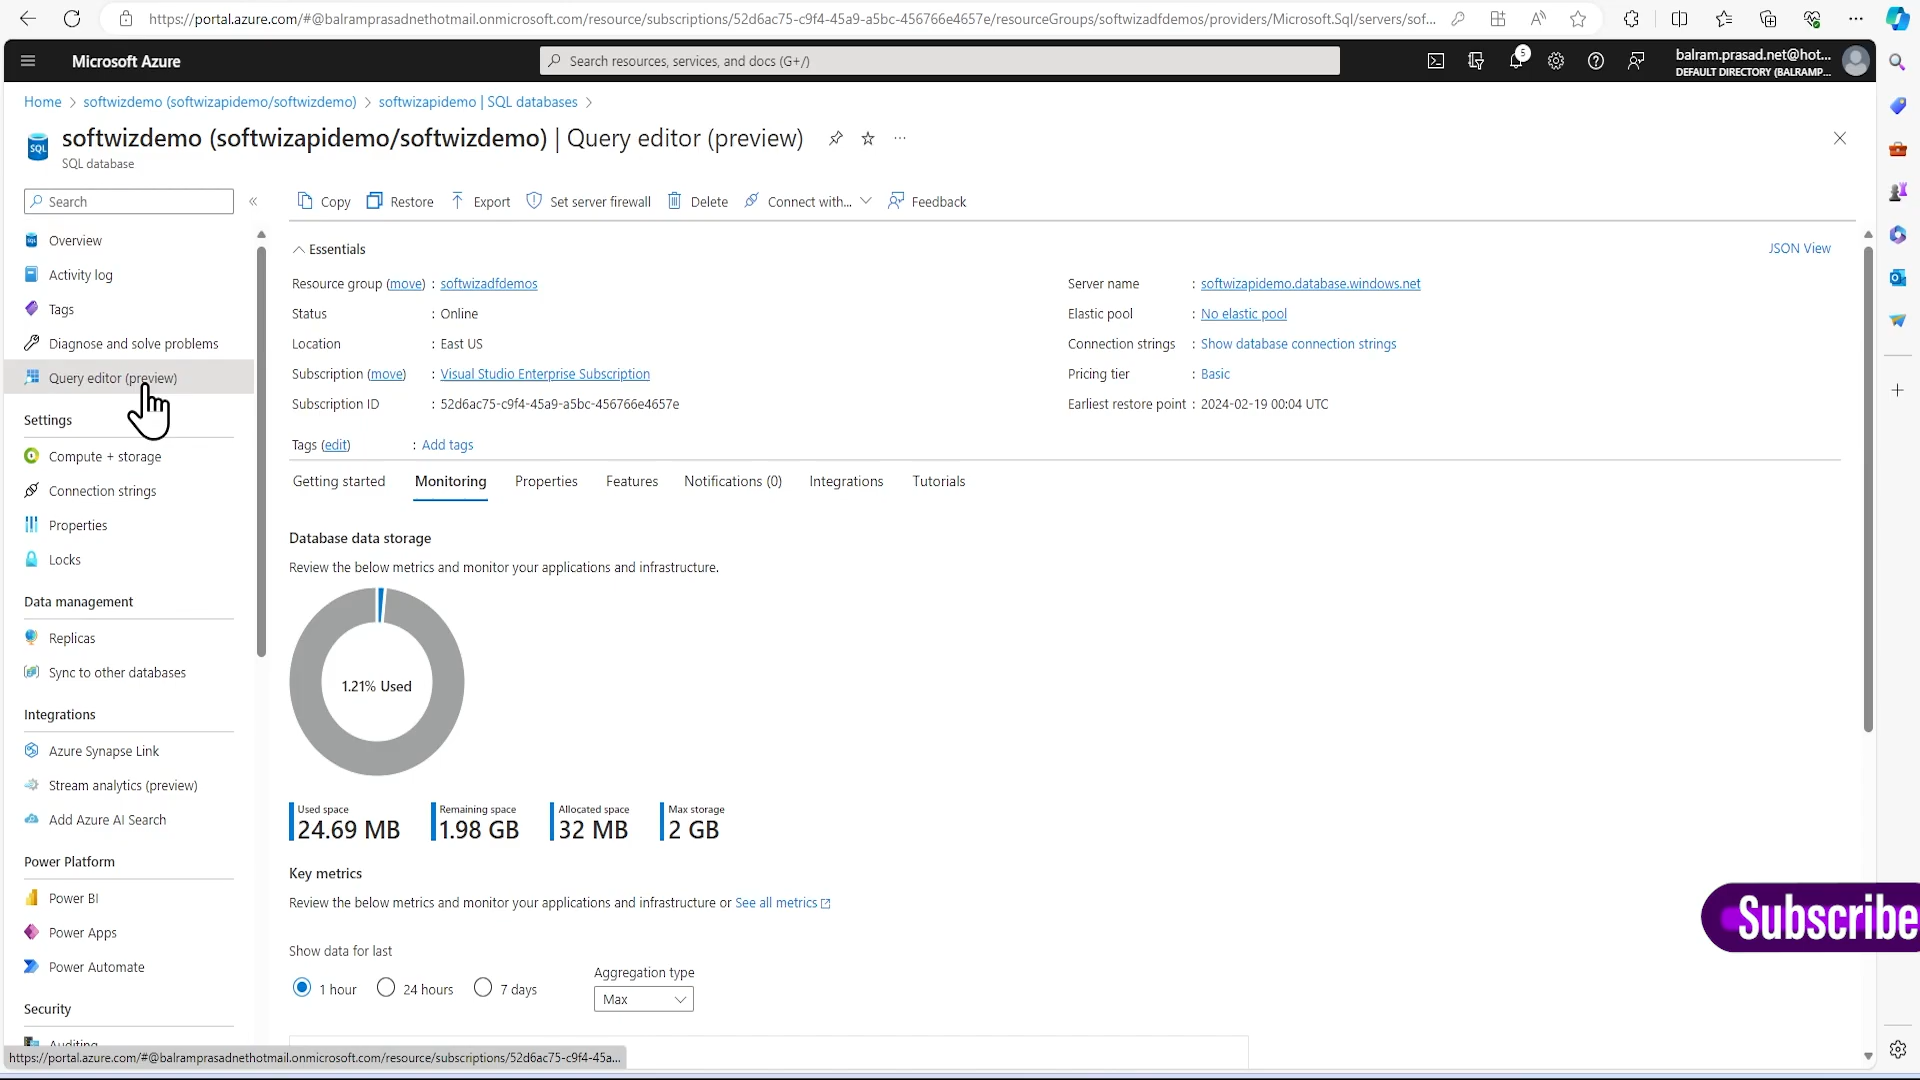 https://portal.azure.com/#@balramprasadnethotmail.onmicrosoft.com/resource/subscriptions/52d6ac75-c9f4-45a9-a5bc-456766e4657e/resourceGroups/softwizadfdemos/providers/Microsoft.Sql/servers/sof...
Microsoft Azure
Search resources, services, and docs (G+/)
5
balram.prasad.net@hot...
DEFAULT DIRECTORY (BALRAMP...
Home > softwizdemo (softwizapidemo/softwizdemo) > softwizapidemo | SQL databases >
softwizdemo (softwizapidemo/softwizdemo) | Query editor (preview)
SQL
SQL database
Search
Copy
Restore
Export
Set server firewall
Delete
Connect with...
Feedback
Overview
Activity log
Tags
Diagnose and solve problems
Query editor (preview)
Settings
Compute + storage
Connection strings
Properties
Locks
Data management
Replicas
Sync to other databases
Integrations
Azure Synapse Link
Stream analytics (preview)
Add Azure AI Search
Power Platform
Power BI
Power Apps
Power Automate
Security
Auditing
Essentials
JSON View
Resource group (move) : softwizadfdemos
Status : Online
Location : East US
Subscription (move) : Visual Studio Enterprise Subscription
Subscription ID : 52d6ac75-c9f4-45a9-a5bc-456766e4657e
Server name : softwizapidemo.database.windows.net
Elastic pool : No elastic pool
Connection strings : Show database connection strings
Pricing tier : Basic
Earliest restore point : 2024-02-19 00:04 UTC
Tags (edit) : Add tags
Getting started
Monitoring
Properties
Features
Notifications (0)
Integrations
Tutorials
Database data storage
Review the below metrics and monitor your applications and infrastructure.
1.21% Used
Used space
24.69 MB
Remaining space
1.98 GB
Allocated space
32 MB
Max storage
2 GB
Key metrics
Review the below metrics and monitor your applications and infrastructure or See all metrics
Show data for last
1 hour
24 hours
7 days
Aggregation type
Max
Subscribe
https://portal.azure.com/#@balramprasadnethotmail.onmicrosoft.com/resource/subscriptions/52d6ac75-c9f4-45a...